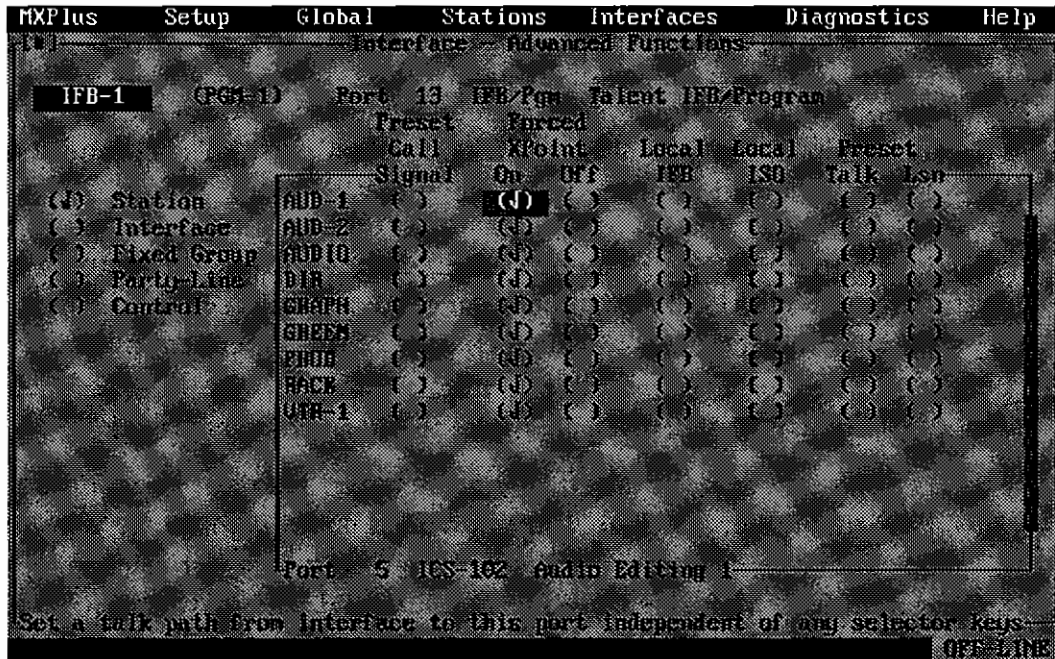 MXPlus Setup Global Stations Interfaces Diagnostics Help
[■] Interface -- Advanced Functions
IFB-1 (PGM-1) Port 13 IFB/Pgm Talent IFB/Program
Preset Forced
Call XPoint Local Local Preset
Signal On Off IFB ISO Talk Lsn
(√) Station AUD-1 ( ) (√) ( ) ( ) ( ) ( ) ( )
( ) Interface AUD-2 ( ) (√) ( ) ( ) ( ) ( ) ( )
( ) Fixed Group AUDIO ( ) (√) ( ) ( ) ( ) ( ) ( )
( ) Party-Line DIR ( ) (√) ( ) ( ) ( ) ( ) ( )
( ) Control GRAPH ( ) (√) ( ) ( ) ( ) ( ) ( )
GREEM ( ) (√) ( ) ( ) ( ) ( ) ( )
PROD ( ) (√) ( ) ( ) ( ) ( ) ( )
RACK ( ) (√) ( ) ( ) ( ) ( ) ( )
VTR-1 ( ) (√) ( ) ( ) ( ) ( ) ( )
Port 5 ICS-102 Audio Editing 1
Set a talk path from interface to this port independent of any selector keys
OFF-LINE